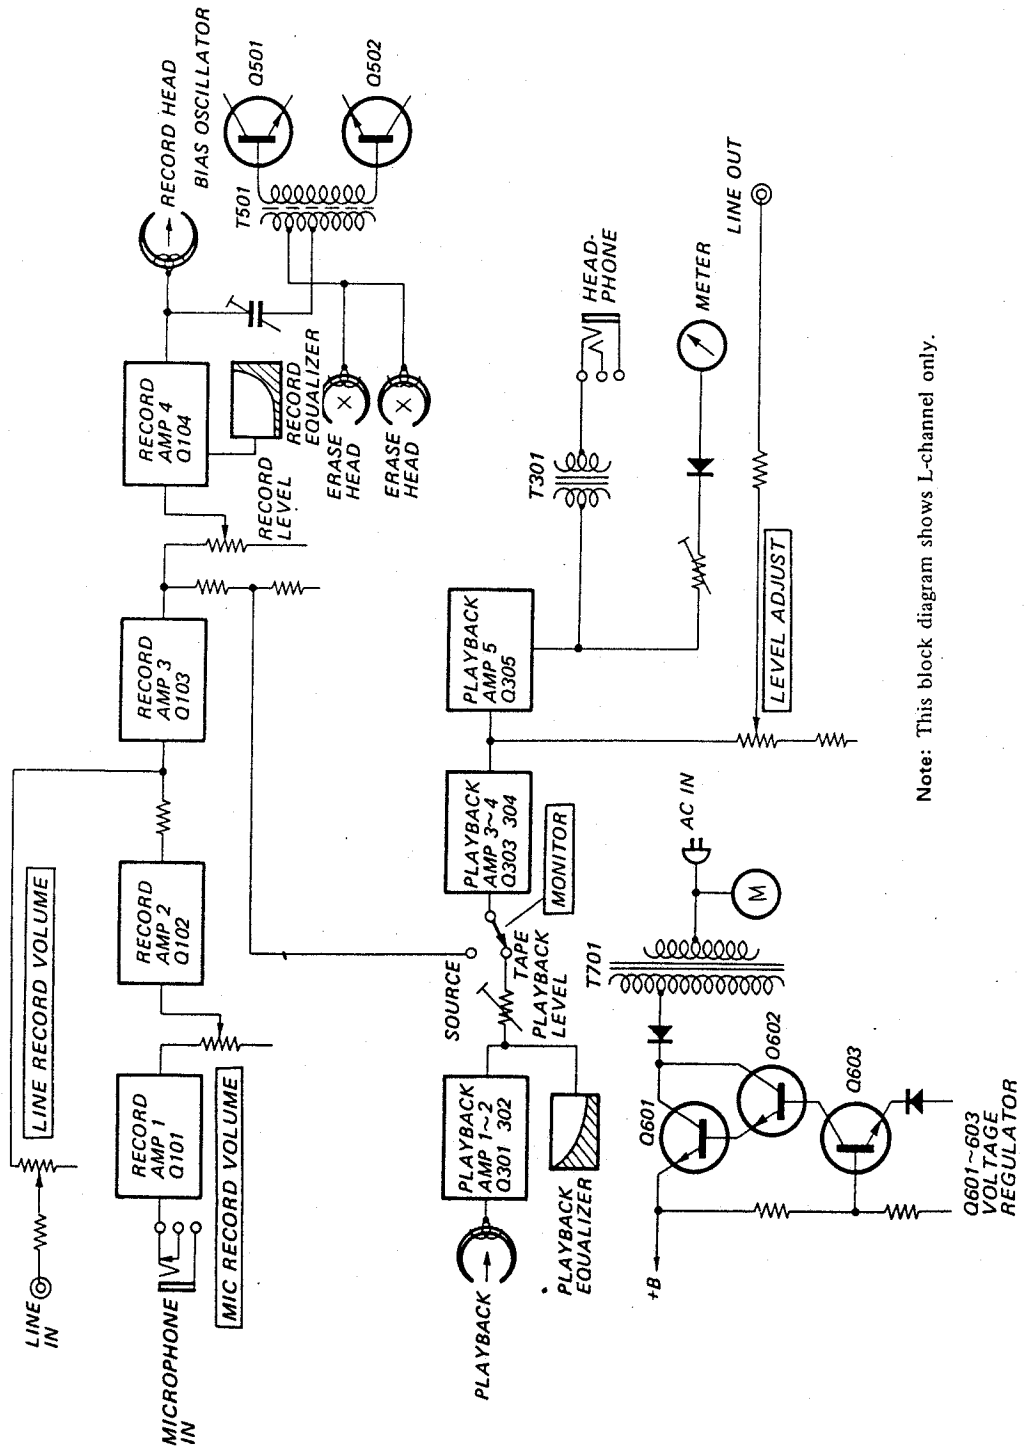 LINE
IN
LINE RECORD VOLUME
MICROPHONE
IN
RECORD
AMP 1
Q101
MIC RECORD VOLUME
RECORD
AMP 2
Q102
RECORD
AMP 3
Q103
RECORD
LEVEL
RECORD
AMP 4
Q104
RECORD
EQUALIZER
RECORD HEAD
BIAS OSCILLATOR
T501
Q501
Q502
ERASE
HEAD
ERASE
HEAD
PLAYBACK
PLAYBACK
AMP 1~2
Q301 302
PLAYBACK
EQUALIZER
SOURCE
TAPE
PLAYBACK
LEVEL
MONITOR
PLAYBACK
AMP 3~4
Q303 304
PLAYBACK
AMP 5
Q305
T301
HEAD-
PHONE
METER
LINE OUT
LEVEL ADJUST
+B
Q601
Q602
Q603
T701
M
AC IN
Q601~603
VOLTAGE
REGULATOR
Note: This block diagram shows L-channel only.